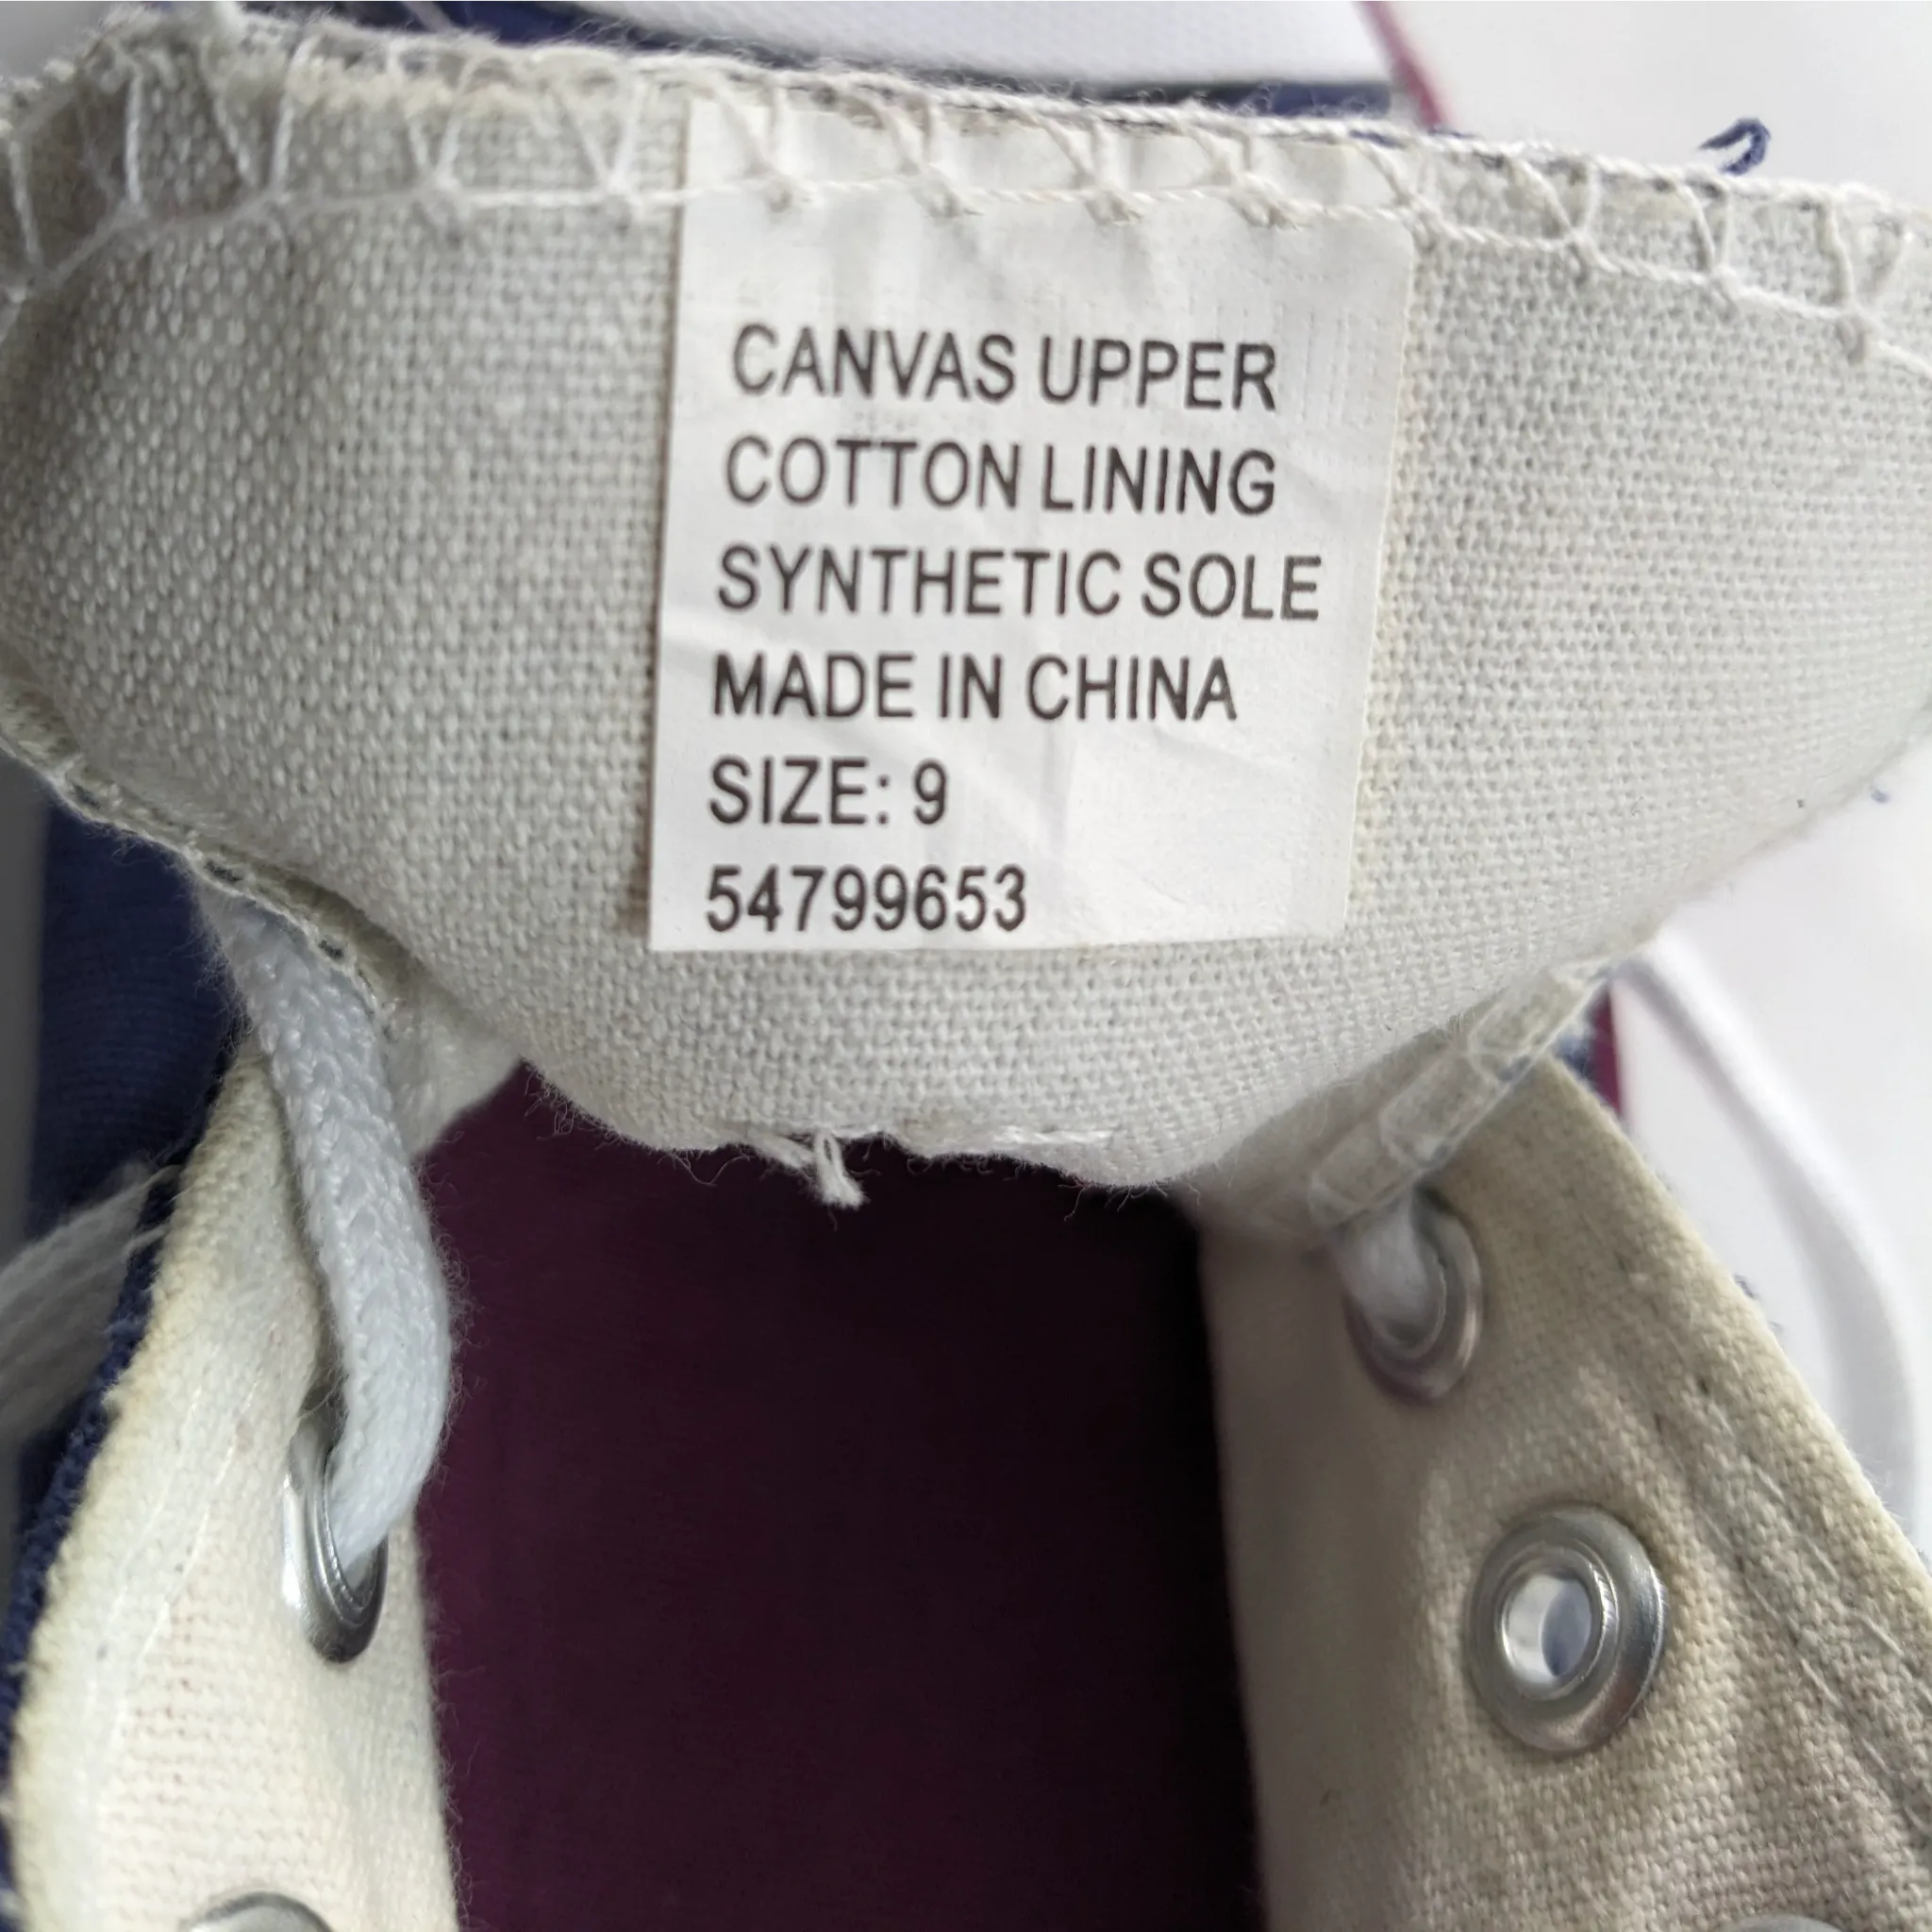 CANVAS UPPER
COTTON LINING
SYNTHETIC SOLE
MADE IN CHINA
SIZE: 9
54799653